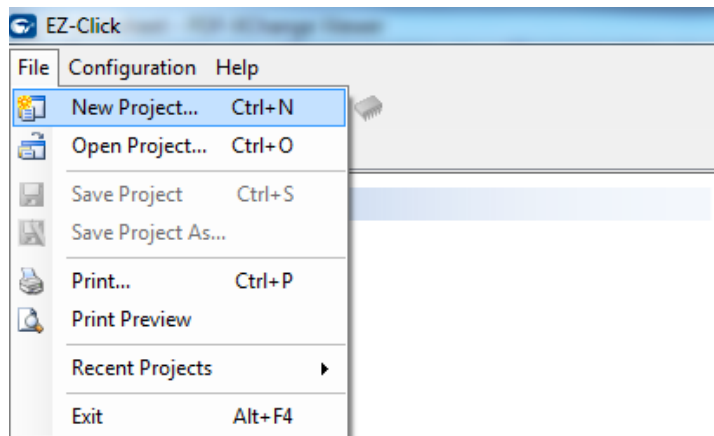 EZ-Click
File Configuration Help
New Project... Ctrl+N
Open Project... Ctrl+O
Save Project Ctrl+S
Save Project As...
Print... Ctrl+P
Print Preview
Recent Projects
Exit Alt+F4